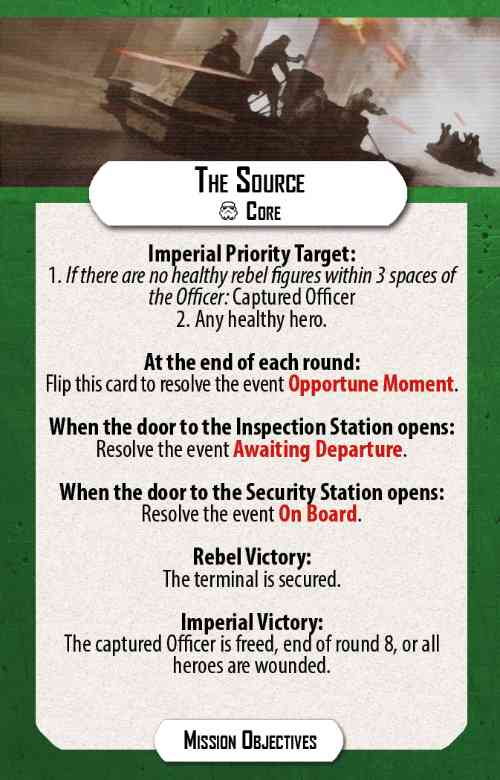 The Source
Core
Imperial Priority Target:
1. If there are no healthy rebel figures within 3 spaces of
the Officer: Captured Officer
2. Any healthy hero.
At the end of each round:
Flip this card to resolve the event Opportune Moment.
When the door to the Inspection Station opens:
Resolve the event Awaiting Departure.
When the door to the Security Station opens:
Resolve the event On Board.
Rebel Victory:
The terminal is secured.
Imperial Victory:
The captured Officer is freed, end of round 8, or all
heroes are wounded.
Mission Objectives